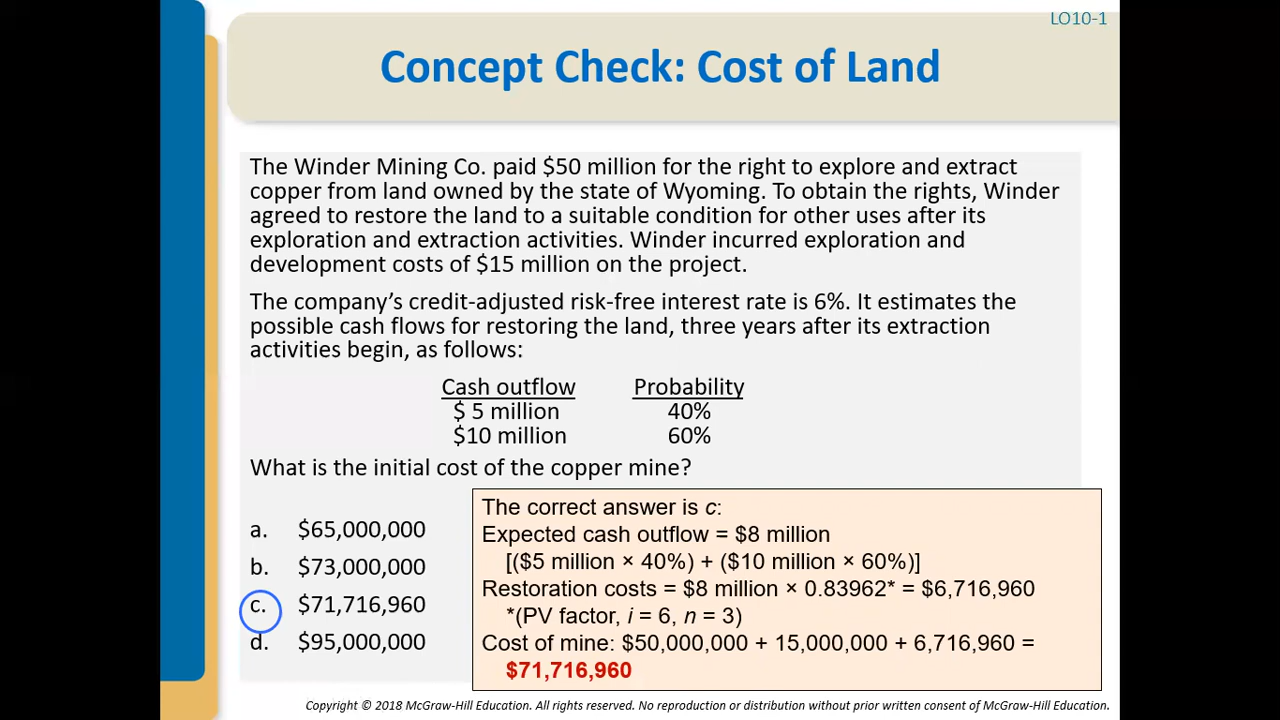 LO10-1
Concept Check: Cost of Land
The Winder Mining Co. paid $50 million for the right to explore and extract
copper from land owned by the state of Wyoming. To obtain the rights, Winder
agreed to restore the land to a suitable condition for other uses after its
exploration and extraction activities. Winder incurred exploration and
development costs of $15 million on the project.
The company's credit-adjusted risk-free interest rate is 6%. It estimates the
possible cash flows for restoring the land, three years after its extraction
activities begin, as follows:
Cash outflow Probability
$ 5 million 40%
$10 million 60%
What is the initial cost of the copper mine?
a. $65,000,000
b. $73,000,000
c. $71,716,960
d. $95,000,000
The correct answer is c:
Expected cash outflow = $8 million
[($5 million × 40%) + ($10 million × 60%)]
Restoration costs = $8 million × 0.83962* = $6,716,960
*(PV factor, i = 6, n = 3)
Cost of mine: $50,000,000 + 15,000,000 + 6,716,960 =
$71,716,960
Copyright © 2018 McGraw-Hill Education. All rights reserved. No reproduction or distribution without prior written consent of McGraw-Hill Education.